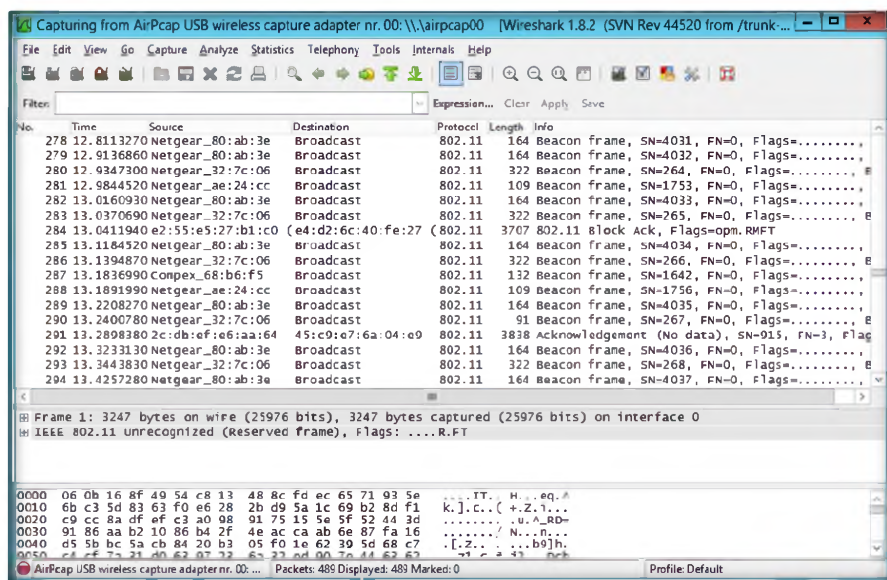 Capturing from AirPcap USB wireless capture adapter nr. 00: \\.\airpcap00 [Wireshark 1.8.2 (SVN Rev 44520 from /trunk-...
File Edit View Go Capture Analyze Statistics Telephony Tools Internals Help
Filter: Expression... Clear Apply Save
No. Time Source Destination Protocol Length Info
278 12.8113270 Netgear_80:ab:3e Broadcast 802.11 164 Beacon frame, SN=4031, FN=0, Flags=........,
279 12.9136860 Netgear_80:ab:3e Broadcast 802.11 164 Beacon frame, SN=4032, FN=0, Flags=........,
280 12.9347300 Netgear_32:7c:06 Broadcast 802.11 322 Beacon frame, SN=264, FN=0, Flags=........, B
281 12.9844520 Netgear_ae:24:cc Broadcast 802.11 109 Beacon frame, SN=1753, FN=0, Flags=........,
282 13.0160930 Netgear_80:ab:3e Broadcast 802.11 164 Beacon frame, SN=4033, FN=0, Flags=........,
283 13.0370690 Netgear_32:7c:06 Broadcast 802.11 322 Beacon frame, SN=265, FN=0, Flags=........, B
284 13.0411940 e2:55:e5:27:b1:c0 (e4:d2:6c:40:fe:27 (802.11 3707 802.11 Block Ack, Flags=opm.RMFT
285 13.1184520 Netgear_80:ab:3e Broadcast 802.11 164 Beacon frame, SN=4034, FN=0, Flags=........,
286 13.1394870 Netgear_32:7c:06 Broadcast 802.11 322 Beacon frame, SN=266, FN=0, Flags=........, B
287 13.1836990 Compex_68:b6:f5 Broadcast 802.11 132 Beacon frame, SN=1642, FN=0, Flags=........,
288 13.1891990 Netgear_ae:24:cc Broadcast 802.11 109 Beacon frame, SN=1756, FN=0, Flags=........,
289 13.2208270 Netgear_80:ab:3e Broadcast 802.11 164 Beacon frame, SN=4035, FN=0, Flags=........,
290 13.2400780 Netgear_32:7c:06 Broadcast 802.11 91 Beacon frame, SN=267, FN=0, Flags=........, B
291 13.2898380 2c:db:ef:e6:aa:64 45:c9:e7:6a:04:e9 802.11 3838 Acknowledgement (No data), SN=915, FN=3, Flag
292 13.3233130 Netgear_80:ab:3e Broadcast 802.11 164 Beacon frame, SN=4036, FN=0, Flags=........,
293 13.3443830 Netgear_32:7c:06 Broadcast 802.11 322 Beacon frame, SN=268, FN=0, Flags=........, B
294 13.4257280 Netgear_80:ab:3e Broadcast 802.11 164 Beacon frame, SN=4037, FN=0, Flags=........,
Frame 1: 3247 bytes on wire (25976 bits), 3247 bytes captured (25976 bits) on interface 0
IEEE 802.11 unrecognized (Reserved frame), Flags: ....R.FT
0000 06 0b 16 8f 49 54 c8 13 48 8c fd ec 65 71 93 5e ....IT.. H...eq.^
0010 6b c3 5d 83 63 f0 e6 28 2b d9 5a 1c 69 b2 8d f1 k.].c..( +.Z.i...
0020 c9 cc 8a df ef c3 a0 98 91 75 15 5e 5f 52 44 3d ........ .u.^_RD=
0030 91 86 aa b2 10 86 b4 2f 4e ac ca ab 6e 87 fa 16 ......./ N...n...
0040 d5 5b bc 5a cb 84 20 b3 05 f0 1e 62 39 5d 68 c7 .[.Z.. . ...b9]h.
AirPcap USB wireless capture adapter nr. 00: ... Packets: 489 Displayed: 489 Marked: 0 Profile: Default